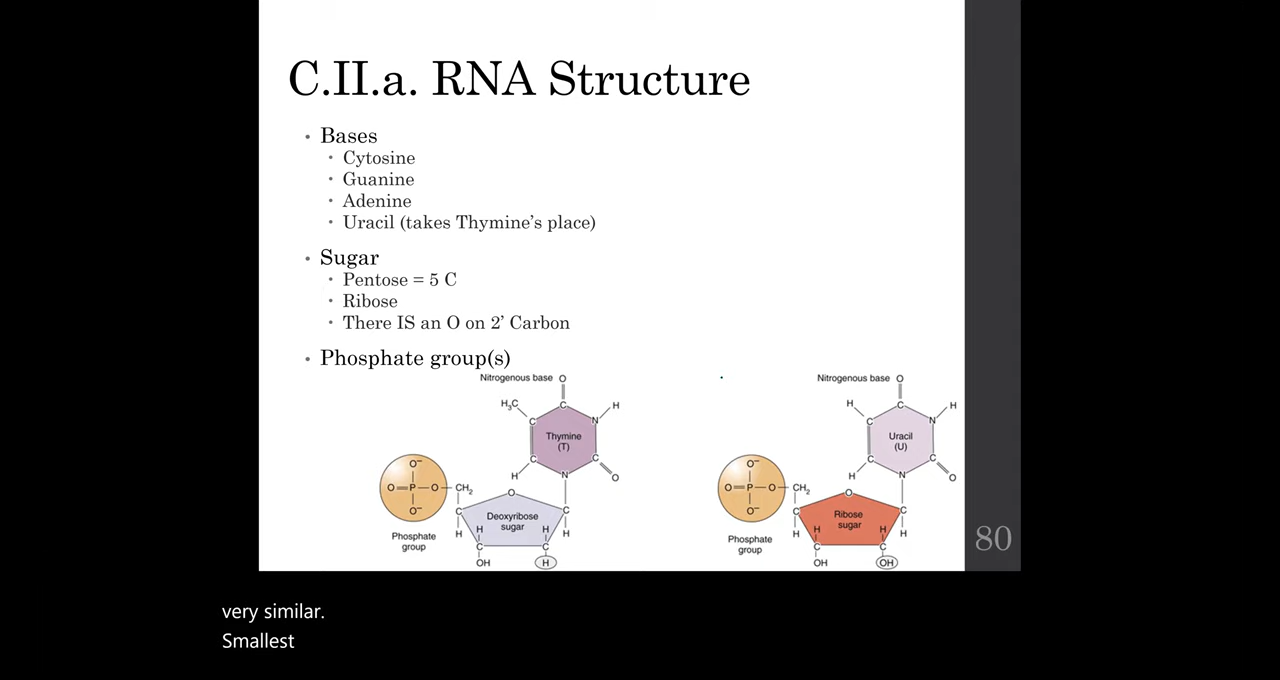 C.II.a. RNA Structure
• Bases
• Cytosine
• Guanine
• Adenine
• Uracil (takes Thymine's place)
• Sugar
• Pentose = 5 C
• Ribose
• There IS an O on 2' Carbon
• Phosphate group(s)
Nitrogenous base O
H₃C C N H
Thymine
(T)
C C O
H N
O⁻
O=P—O—CH₂
O⁻
O
C C
Deoxyribose
sugar
H H H H
C C
OH H
Phosphate
group
Nitrogenous base O
H C N H
Uracil
(U)
C C O
H N
O⁻
O=P—O—CH₂
O⁻
O
C C
Ribose
sugar
H H H H
C C
OH OH
Phosphate
group
80
very similar.
Smallest